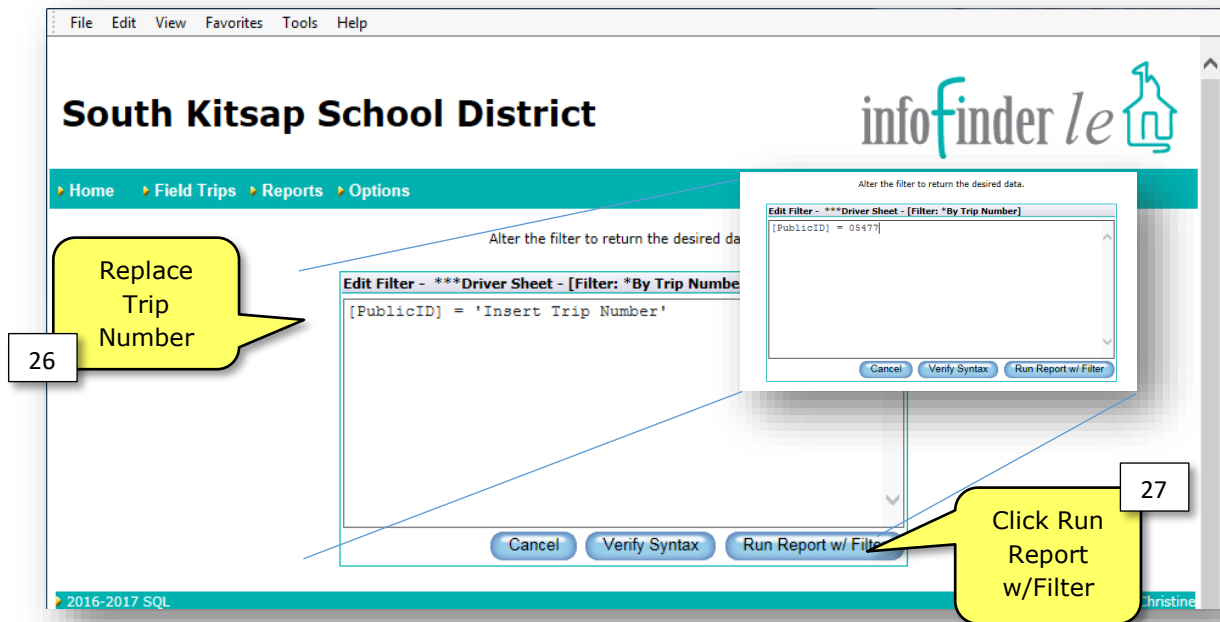 File Edit View Favorites Tools Help
South Kitsap School District
infofinder le
Home Field Trips Reports Options
Alter the filter to return the desired da
Edit Filter - ***Driver Sheet - [Filter: *By Trip Numbe
[PublicID] = 'Insert Trip Number'
Cancel Verify Syntax Run Report w/ Filte
Alter the filter to return the desired data.
Edit Filter - ***Driver Sheet - [Filter: *By Trip Number]
[PublicID] = 05477
Cancel Verify Syntax Run Report w/ Filter
Replace
Trip
Number
26
27
Click Run
Report
w/Filter
2016-2017 SQL
Christine